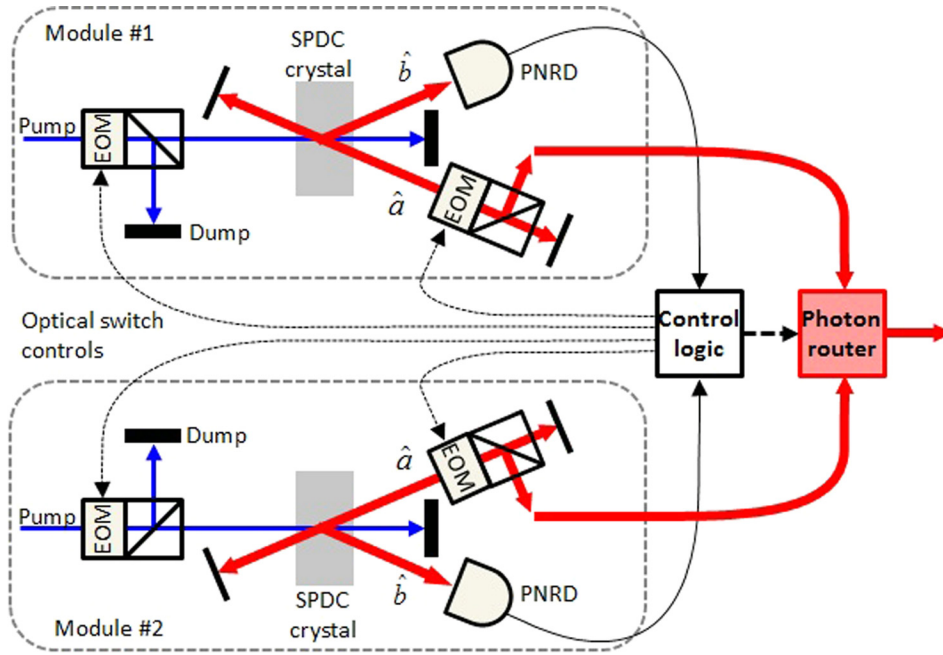 Module #1
SPDC
crystal
b̂
PNRD
Pump
EOM
â
EOM
Dump
Optical switch
controls
Control
logic
Photon
router
Dump
â
EOM
Pump
EOM
b̂
PNRD
SPDC
crystal
Module #2